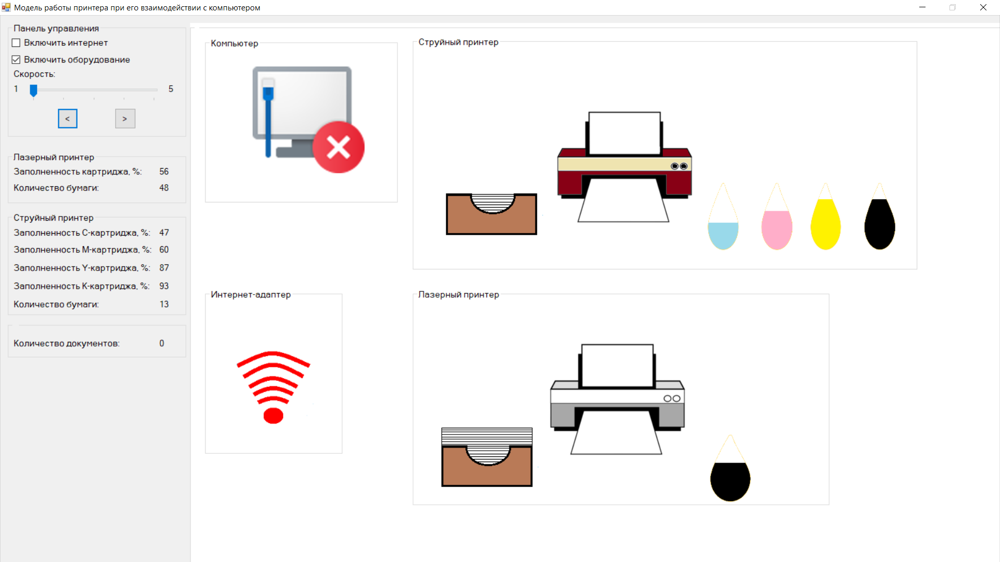 Модель работы принтера при его взаимодействии с компьютером
Панель управления
Включить интернет
Включить оборудование
Скорость:
1 5
< >
Лазерный принтер
Заполненность картриджа, %: 56
Количество бумаги: 48
Струйный принтер
Заполненность C-картриджа, %: 47
Заполненность M-картриджа, %: 60
Заполненность Y-картриджа, %: 87
Заполненность K-картриджа, %: 93
Количество бумаги: 13
Количество документов: 0
Компьютер
Струйный принтер
Интернет-адаптер
Лазерный принтер